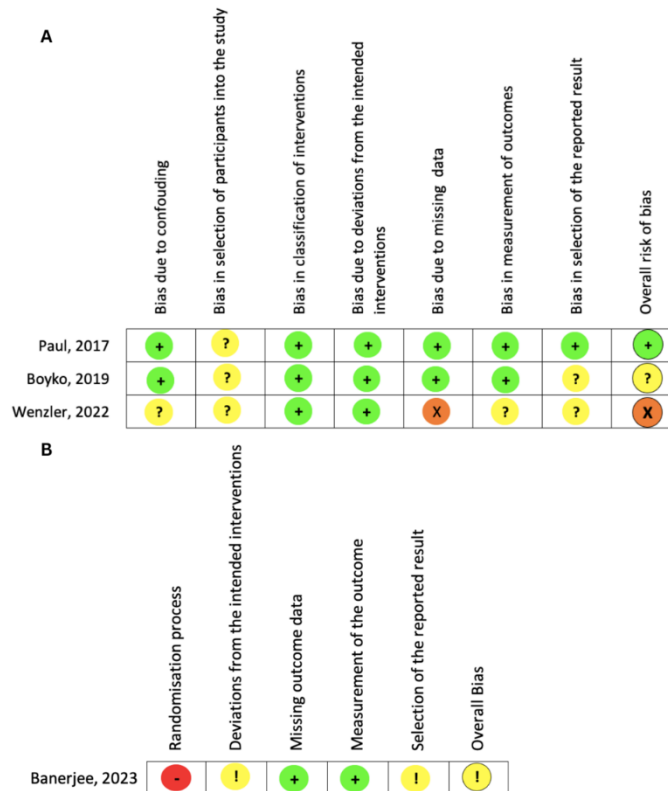 A
Bias due to confouding
Bias in selection of participants into the study
Bias in classification of interventions
Bias due to deviations from the intended
interventions
Bias due to missing data
Bias in measurement of outcomes
Bias in selection of the reported result
Overall risk of bias
Paul, 2017 + ? + + + + + +
Boyko, 2019 + ? + + + + ? ?
Wenzler, 2022 ? ? + + X ? ? X
B
Randomisation process
Deviations from the intended interventions
Missing outcome data
Measurement of the outcome
Selection of the reported result
Overall Bias
Banerjee, 2023 - ! + + ! !